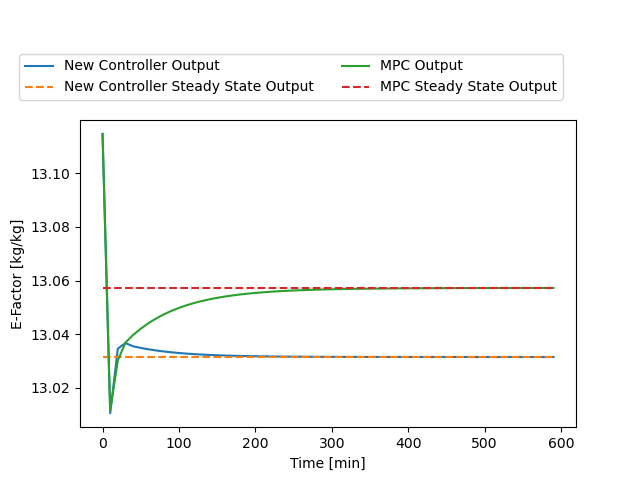 New Controller Output
New Controller Steady State Output
MPC Output
MPC Steady State Output
E-Factor [kg/kg]
13.10
13.08
13.06
13.04
13.02
0 100 200 300 400 500 600
Time [min]